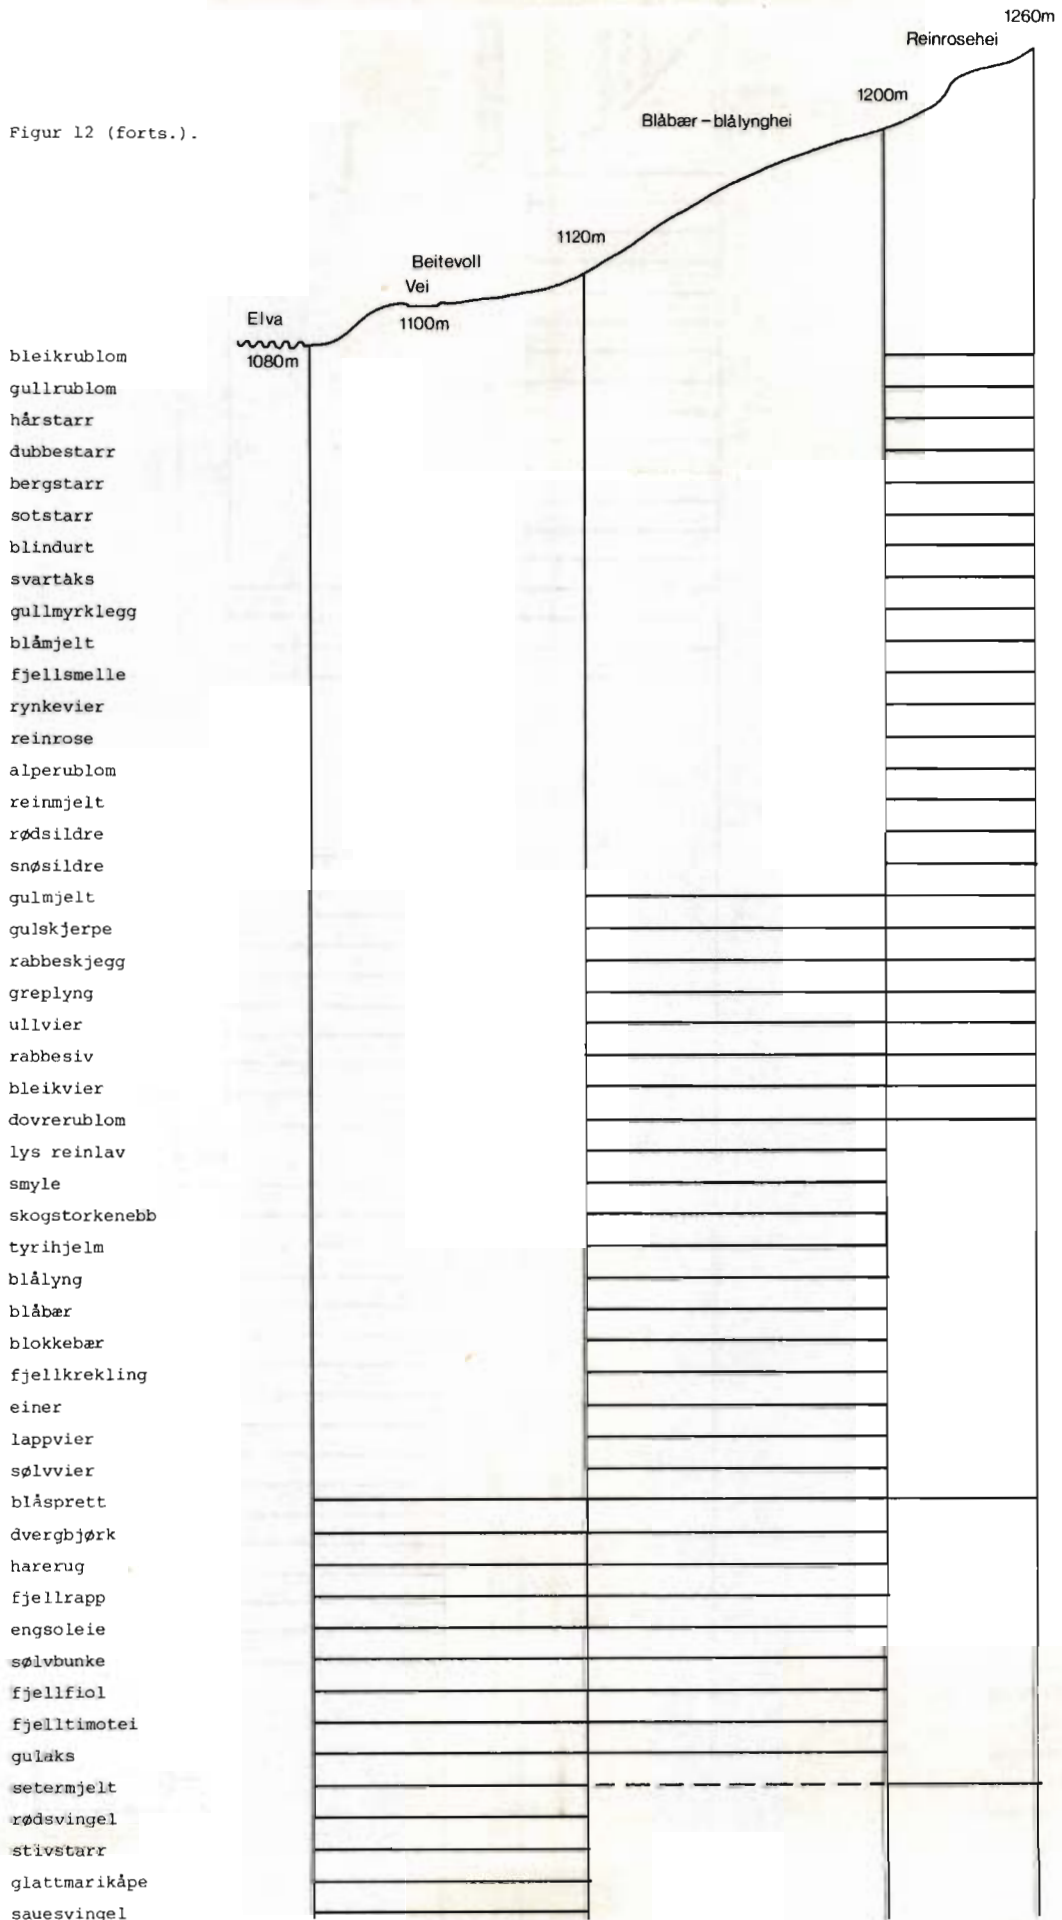 1260m
Reinrosehei
1200m
Blåbær – blålynghei
Figur 12 (forts.).
1120m
Beitevoll
Vei
1100m
Elva
1080m
bleikrublom
gullrublom
hårstarr
dubbestarr
bergstarr
sotstarr
blindurt
svartåks
gullmyrklegg
blåmjelt
fjellsmelle
rynkevier
reinrose
alperublom
reinmjelt
rødsildre
snøsildre
gulmjelt
gulskjerpe
rabbeskjegg
greplyng
ullvier
rabbesiv
bleikvier
dovrerublom
lys reinlav
smyle
skogstorkenebb
tyrihjelm
blålyng
blåbær
blokkebær
fjellkrekling
einer
lappvier
sølvvier
blåsprett
dvergbjørk
harerug
fjellrapp
engsoleie
sølvbunke
fjellfiol
fjelltimotei
gulaks
setermjelt
rødsvingel
stivstarr
glattmarikåpe
sauesvingel